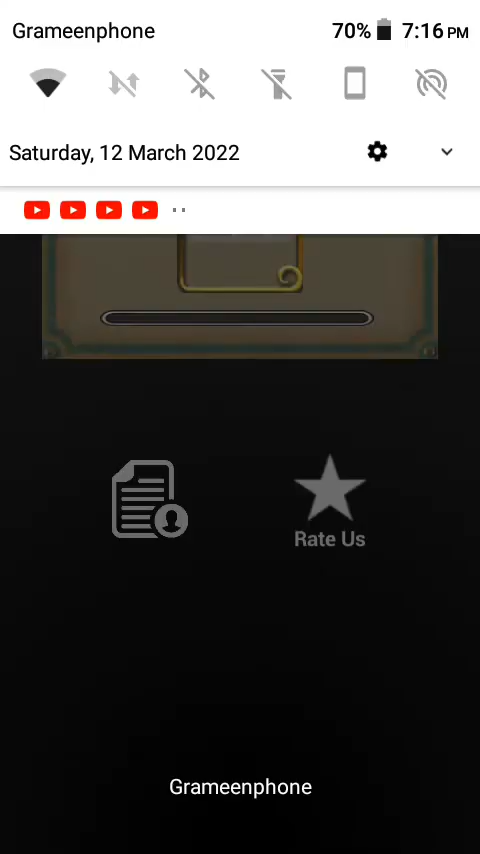 Grameenphone
70% 7:16 PM
Saturday, 12 March 2022
Rate Us
Grameenphone